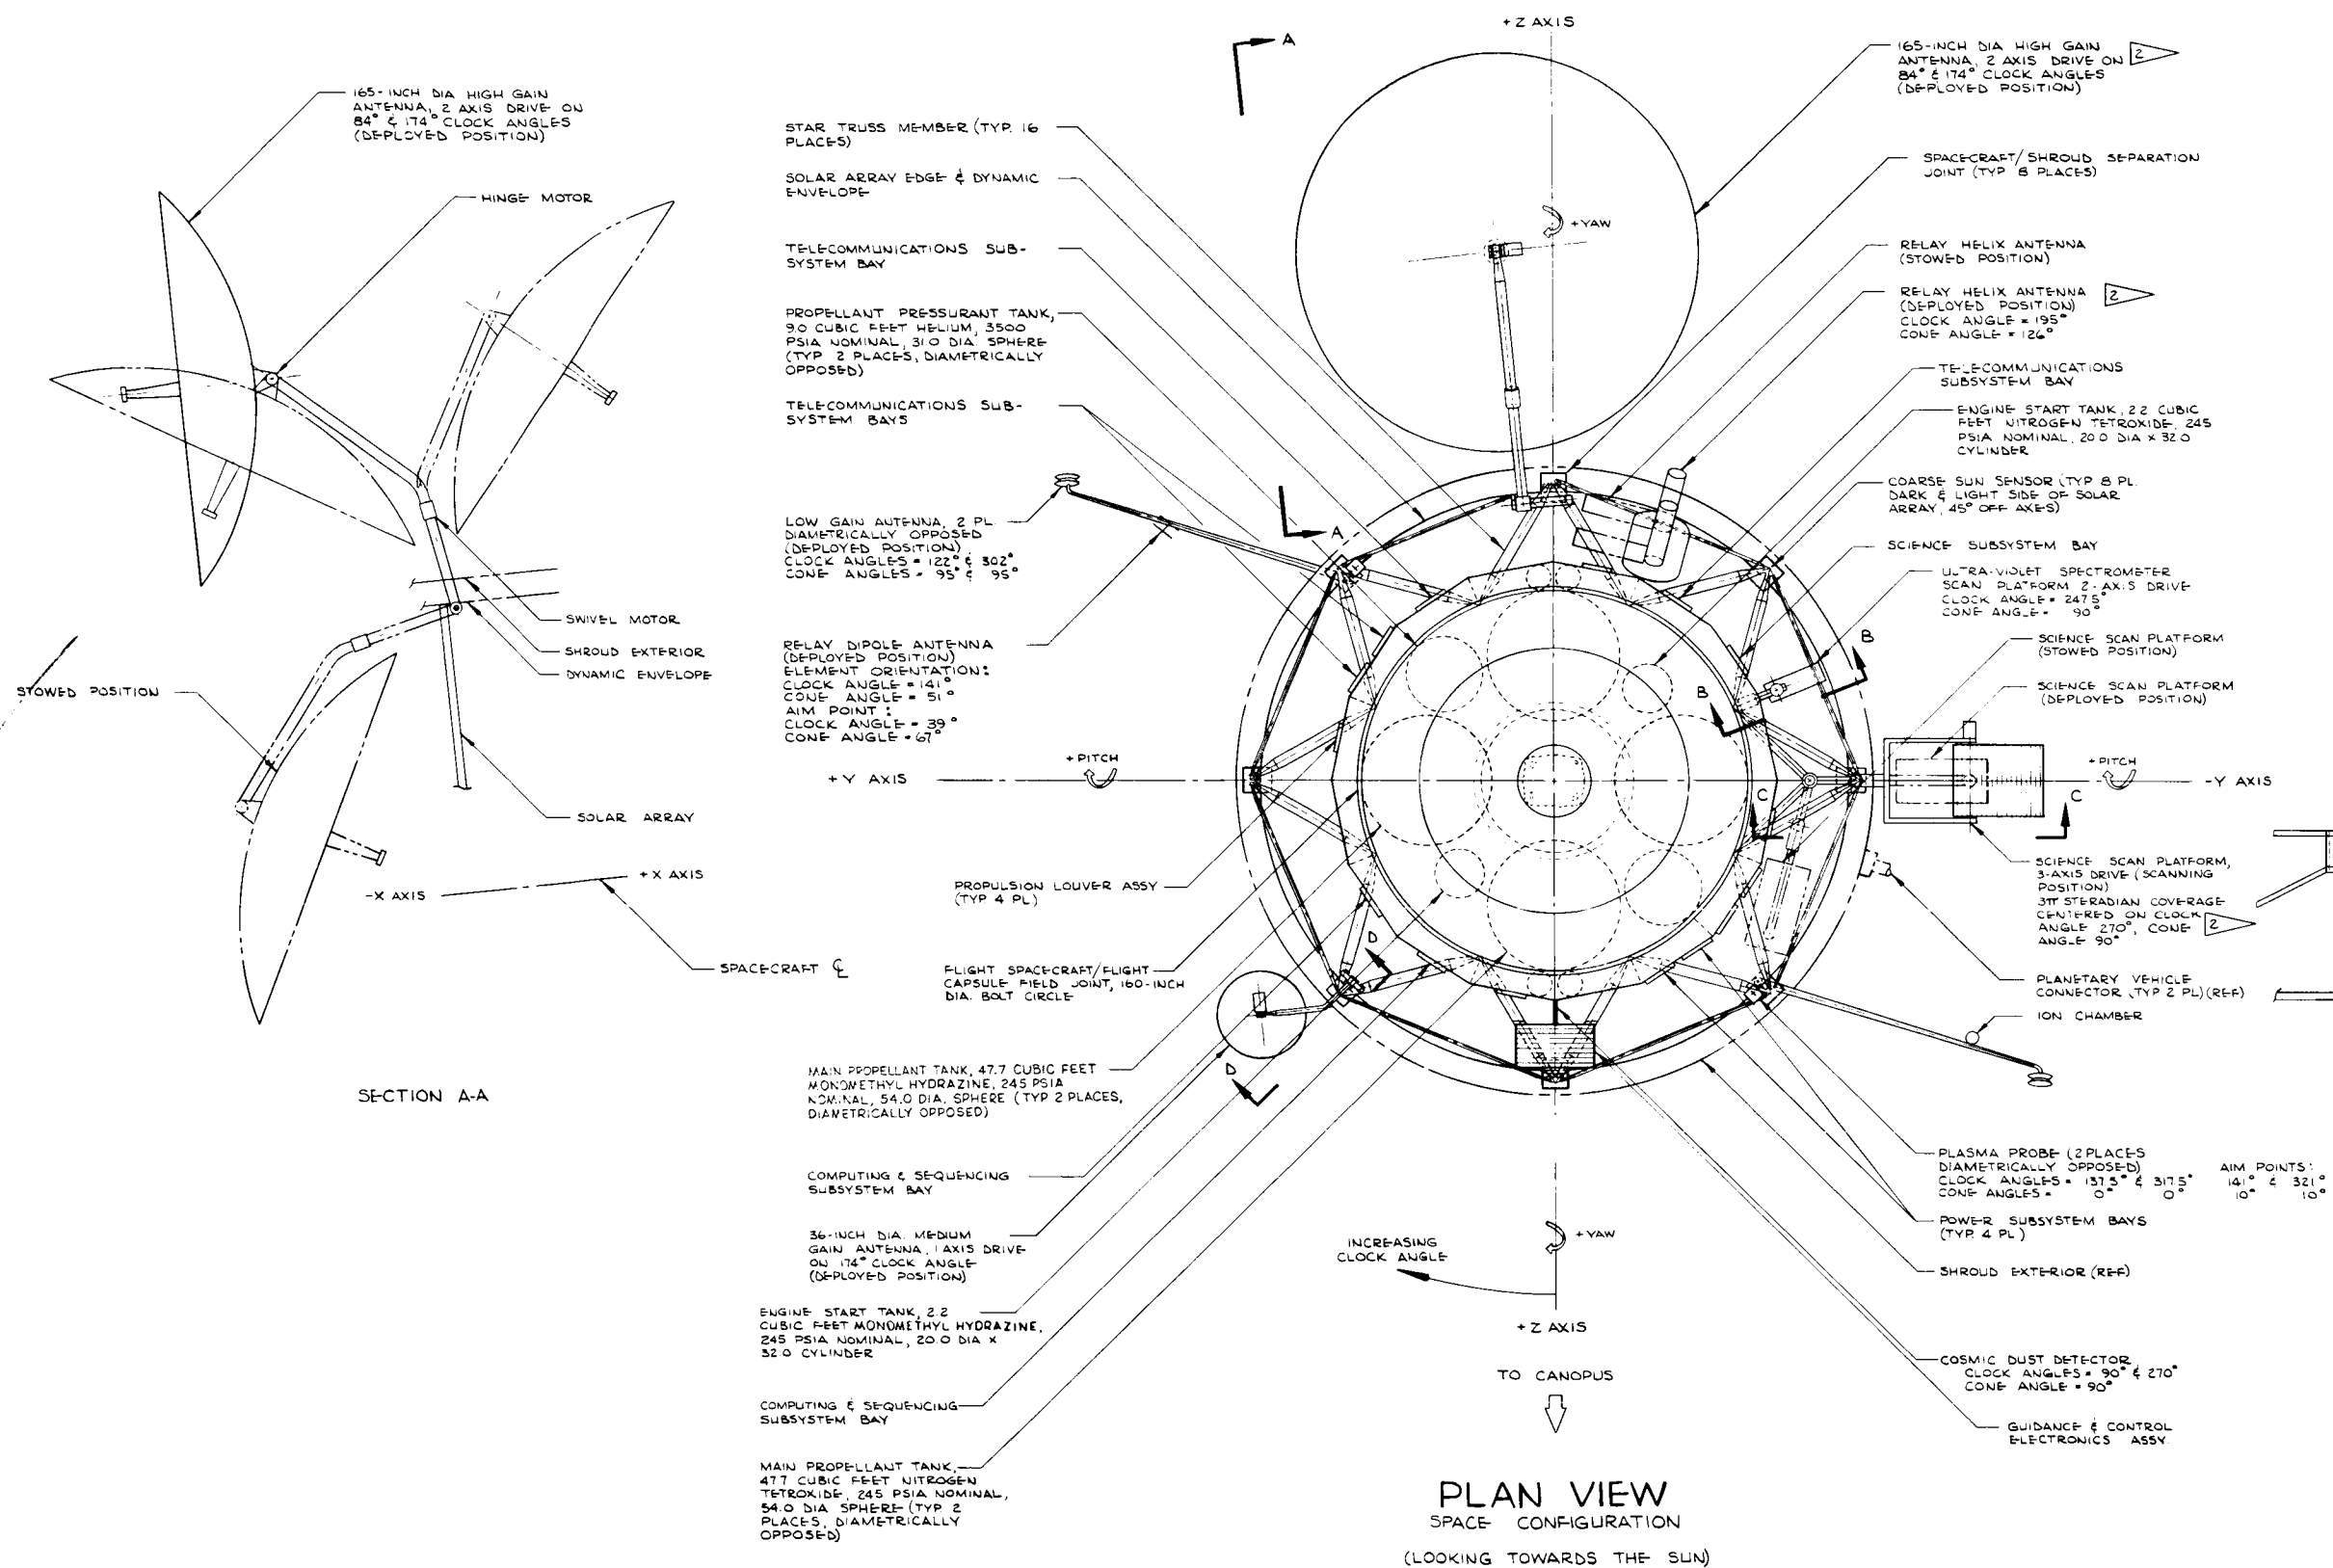 165-INCH DIA HIGH GAIN
ANTENNA, 2 AXIS DRIVE ON
84° & 174° CLOCK ANGLES
(DEPLOYED POSITION)
HINGE MOTOR
SWIVEL MOTOR
SHROUD EXTERIOR
DYNAMIC ENVELOPE
STOWED POSITION
SOLAR ARRAY
-X AXIS
+X AXIS
SPACECRAFT ℄
SECTION A-A
STAR TRUSS MEMBER (TYP. 16
PLACES)
SOLAR ARRAY EDGE & DYNAMIC
ENVELOPE
TELECOMMUNICATIONS SUB-
SYSTEM BAY
PROPELLANT PRESSURANT TANK,
9.0 CUBIC FEET HELIUM, 3500
PSIA NOMINAL, 31.0 DIA. SPHERE
(TYP 2 PLACES, DIAMETRICALLY
OPPOSED)
TELECOMMUNICATIONS SUB-
SYSTEM BAYS
LOW GAIN ANTENNA, 2 PL
DIAMETRICALLY OPPOSED
(DEPLOYED POSITION)
CLOCK ANGLES = 122° & 302°
CONE ANGLES = 95° & 95°
RELAY DIPOLE ANTENNA
(DEPLOYED POSITION)
ELEMENT ORIENTATION:
CLOCK ANGLE = 141°
CONE ANGLE = 51°
AIM POINT:
CLOCK ANGLE = 39°
CONE ANGLE = 67°
+Y AXIS
+PITCH
PROPULSION LOUVER ASSY
(TYP 4 PL)
FLIGHT SPACECRAFT/FLIGHT
CAPSULE FIELD JOINT, 160-INCH
DIA. BOLT CIRCLE
MAIN PROPELLANT TANK, 47.7 CUBIC FEET
MONOMETHYL HYDRAZINE, 245 PSIA
NOMINAL, 54.0 DIA. SPHERE (TYP 2 PLACES,
DIAMETRICALLY OPPOSED)
COMPUTING & SEQUENCING
SUBSYSTEM BAY
36-INCH DIA. MEDIUM
GAIN ANTENNA, 1 AXIS DRIVE
ON 174° CLOCK ANGLE
(DEPLOYED POSITION)
ENGINE START TANK, 2.2
CUBIC FEET MONOMETHYL HYDRAZINE,
245 PSIA NOMINAL, 20.0 DIA X
32.0 CYLINDER
COMPUTING & SEQUENCING
SUBSYSTEM BAY
MAIN PROPELLANT TANK,
47.7 CUBIC FEET NITROGEN
TETROXIDE, 245 PSIA NOMINAL,
54.0 DIA SPHERE (TYP 2
PLACES, DIAMETRICALLY
OPPOSED)
+Z AXIS
A
A
+YAW
B
B
C
C
D
D
165-INCH DIA HIGH GAIN
ANTENNA, 2 AXIS DRIVE ON 2
84° & 174° CLOCK ANGLES
(DEPLOYED POSITION)
SPACECRAFT/SHROUD SEPARATION
JOINT (TYP 8 PLACES)
RELAY HELIX ANTENNA
(STOWED POSITION)
RELAY HELIX ANTENNA 2
(DEPLOYED POSITION)
CLOCK ANGLE = 195°
CONE ANGLE = 126°
TELECOMMUNICATIONS
SUBSYSTEM BAY
ENGINE START TANK, 2.2 CUBIC
FEET NITROGEN TETROXIDE, 245
PSIA NOMINAL, 20.0 DIA X 32.0
CYLINDER
COARSE SUN SENSOR (TYP 8 PL.
DARK & LIGHT SIDE OF SOLAR
ARRAY, 45° OFF AXES)
SCIENCE SUBSYSTEM BAY
ULTRA-VIOLET SPECTROMETER
SCAN PLATFORM 2-AXIS DRIVE
CLOCK ANGLE = 247.5°
CONE ANGLE = 90°
SCIENCE SCAN PLATFORM
(STOWED POSITION)
SCIENCE SCAN PLATFORM
(DEPLOYED POSITION)
+PITCH
-Y AXIS
SCIENCE SCAN PLATFORM,
3-AXIS DRIVE (SCANNING
POSITION)
3π STERADIAN COVERAGE
CENTERED ON CLOCK
ANGLE 270°, CONE 2
ANGLE 90°
PLANETARY VEHICLE
CONNECTOR, (TYP 2 PL)(REF)
ION CHAMBER
PLASMA PROBE (2 PLACES
DIAMETRICALLY OPPOSED) AIM POINTS:
CLOCK ANGLES = 137.5° & 317.5° 141° & 321°
CONE ANGLES = 0° 0° 10° 10°
POWER SUBSYSTEM BAYS
(TYP. 4 PL)
SHROUD EXTERIOR (REF)
COSMIC DUST DETECTOR
CLOCK ANGLES = 90° & 270°
CONE ANGLE = 90°
GUIDANCE & CONTROL
ELECTRONICS ASSY.
INCREASING
CLOCK ANGLE
+YAW
+Z AXIS
TO CANOPUS
PLAN VIEW
SPACE CONFIGURATION
(LOOKING TOWARDS THE SUN)